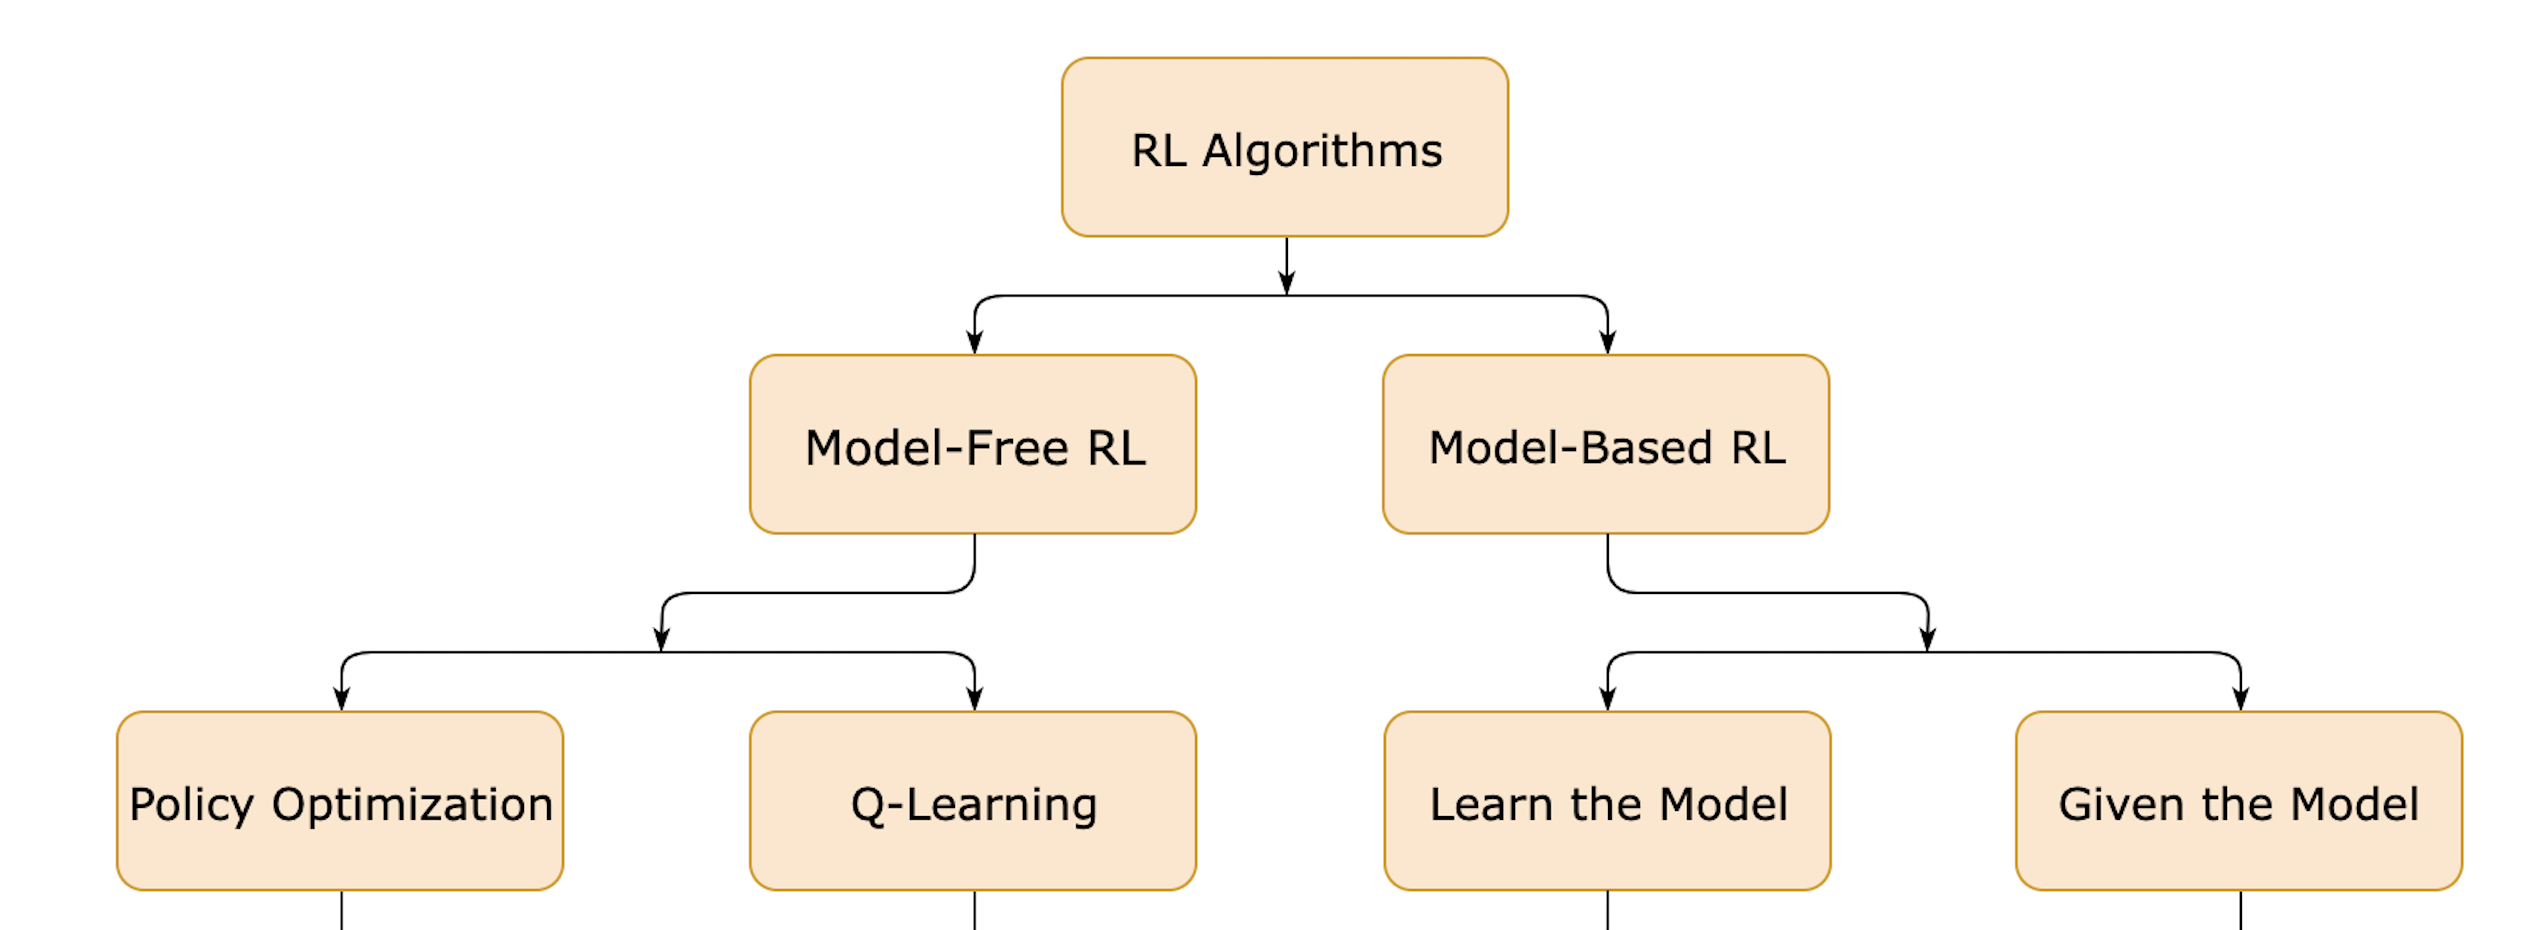 RL Algorithms
Model-Free RL
Model-Based RL
Policy Optimization
Q-Learning
Learn the Model
Given the Model